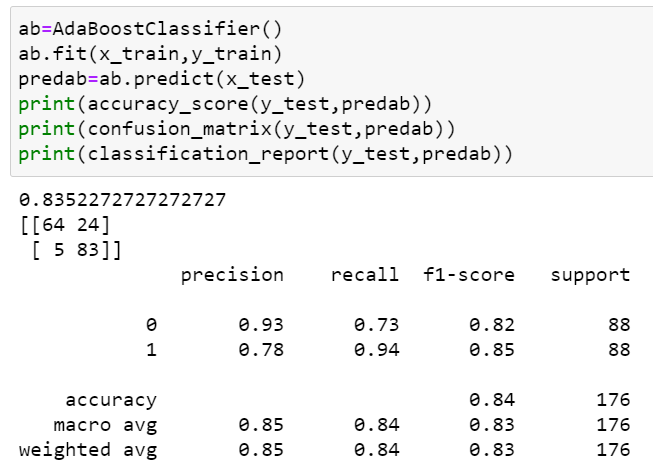 ab=AdaBoostClassifier()
ab.fit(x_train,y_train)
predab=ab.predict(x_test)
print(accuracy_score(y_test,predab))
print(confusion_matrix(y_test,predab))
print(classification_report(y_test,predab))
0.8352272727272727
[[64 24]
 [ 5 83]]
              precision    recall  f1-score   support
           0       0.93      0.73      0.82        88
           1       0.78      0.94      0.85        88
    accuracy                           0.84       176
   macro avg       0.85      0.84      0.83       176
weighted avg       0.85      0.84      0.83       176